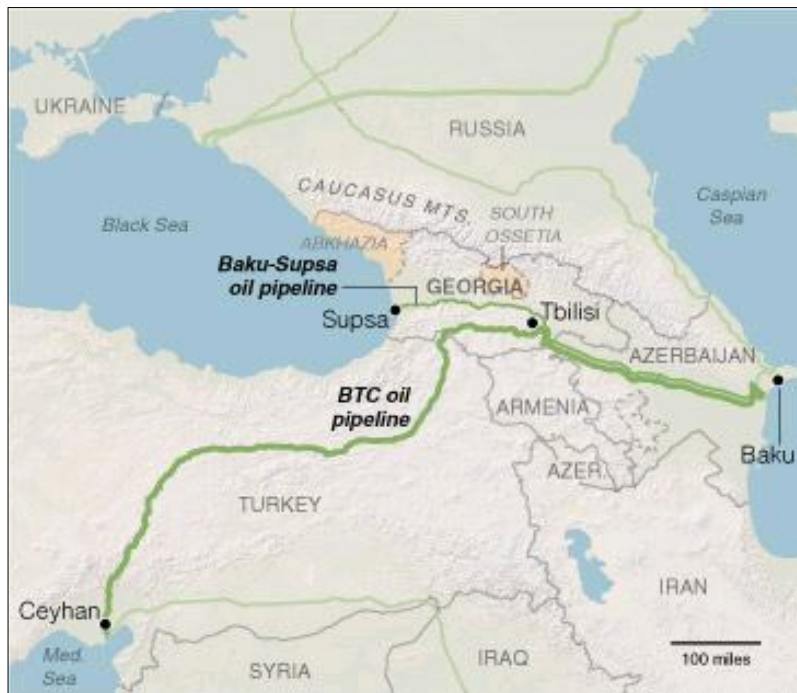 UKRAINE
RUSSIA
CAUCASUS MTS.
Caspian
Sea
Black Sea
ABKHAZIA
SOUTH
OSSETIA
Baku-Supsa
oil pipeline
GEORGIA
Supsa
Tbilisi
AZERBAIJAN
BTC oil
pipeline
ARMENIA
AZER.
Baku
TURKEY
IRAN
Ceyhan
Med.
Sea
SYRIA
IRAQ
100 miles